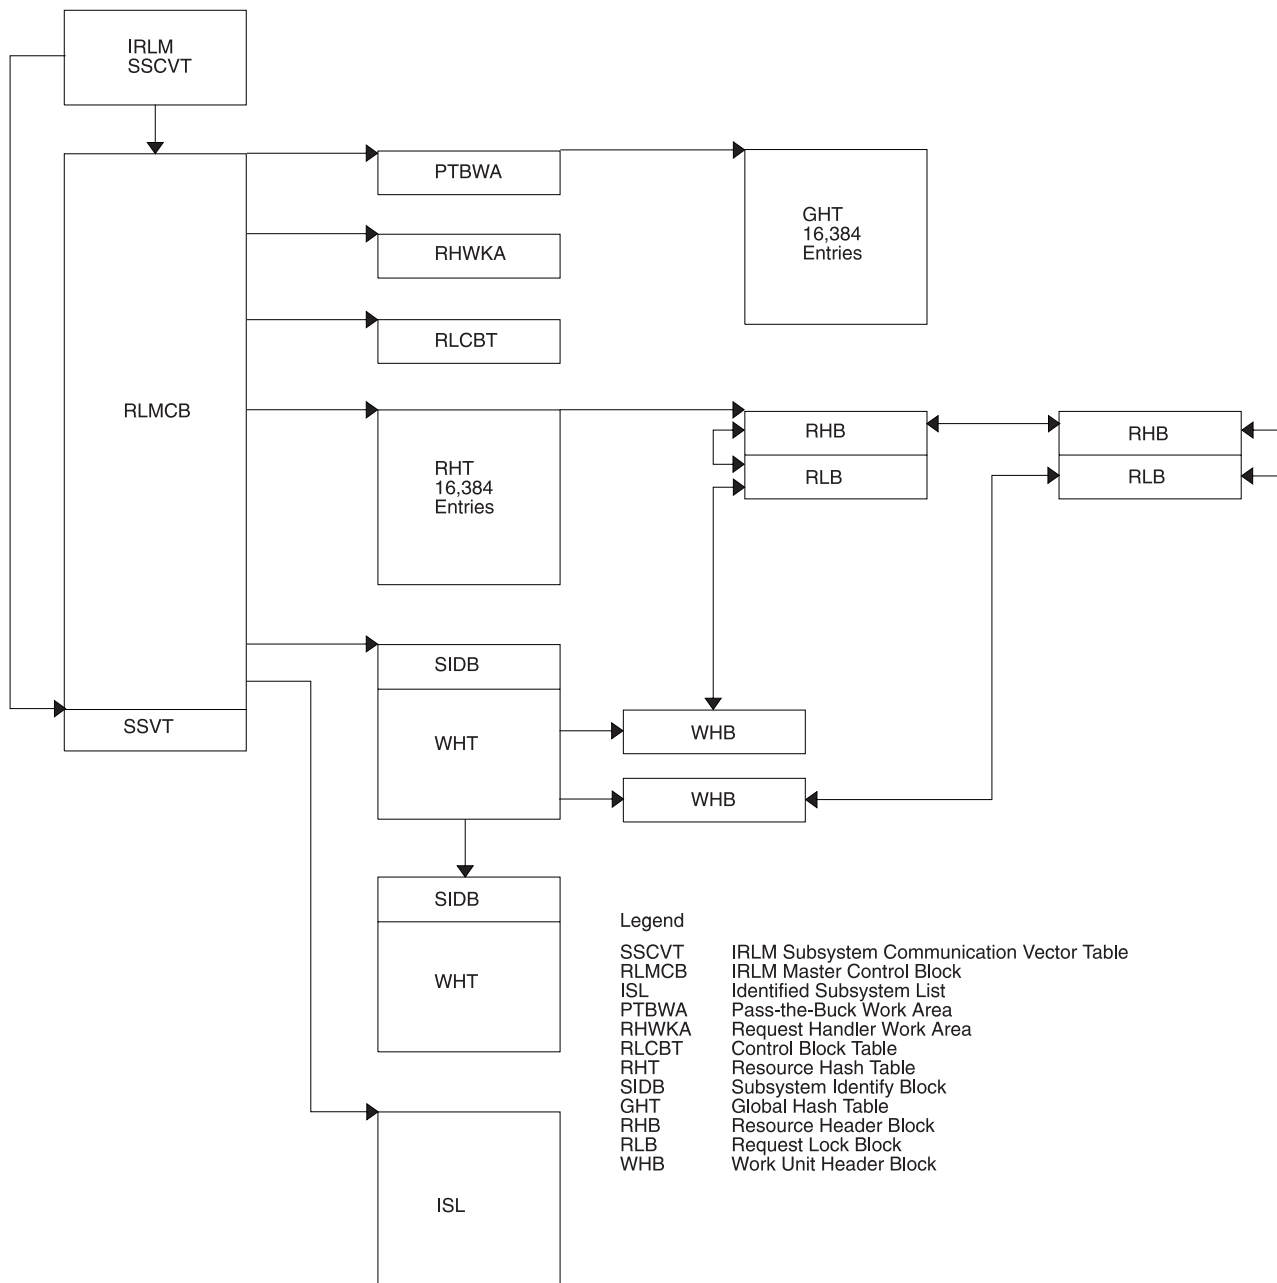 IRLM
SSCVT
PTBWA
GHT
16,384
Entries
RHWKA
RLCBT
RLMCB
RHB
RHB
RHT
16,384
Entries
RLB
RLB
SIDB
SSVT
WHT
WHB
WHB
SIDB
WHT
Legend
SSCVT IRLM Subsystem Communication Vector Table
RLMCB IRLM Master Control Block
ISL Identified Subsystem List
PTBWA Pass-the-Buck Work Area
RHWKA Request Handler Work Area
RLCBT Control Block Table
RHT Resource Hash Table
SIDB Subsystem Identify Block
GHT Global Hash Table
RHB Resource Header Block
RLB Request Lock Block
WHB Work Unit Header Block
ISL